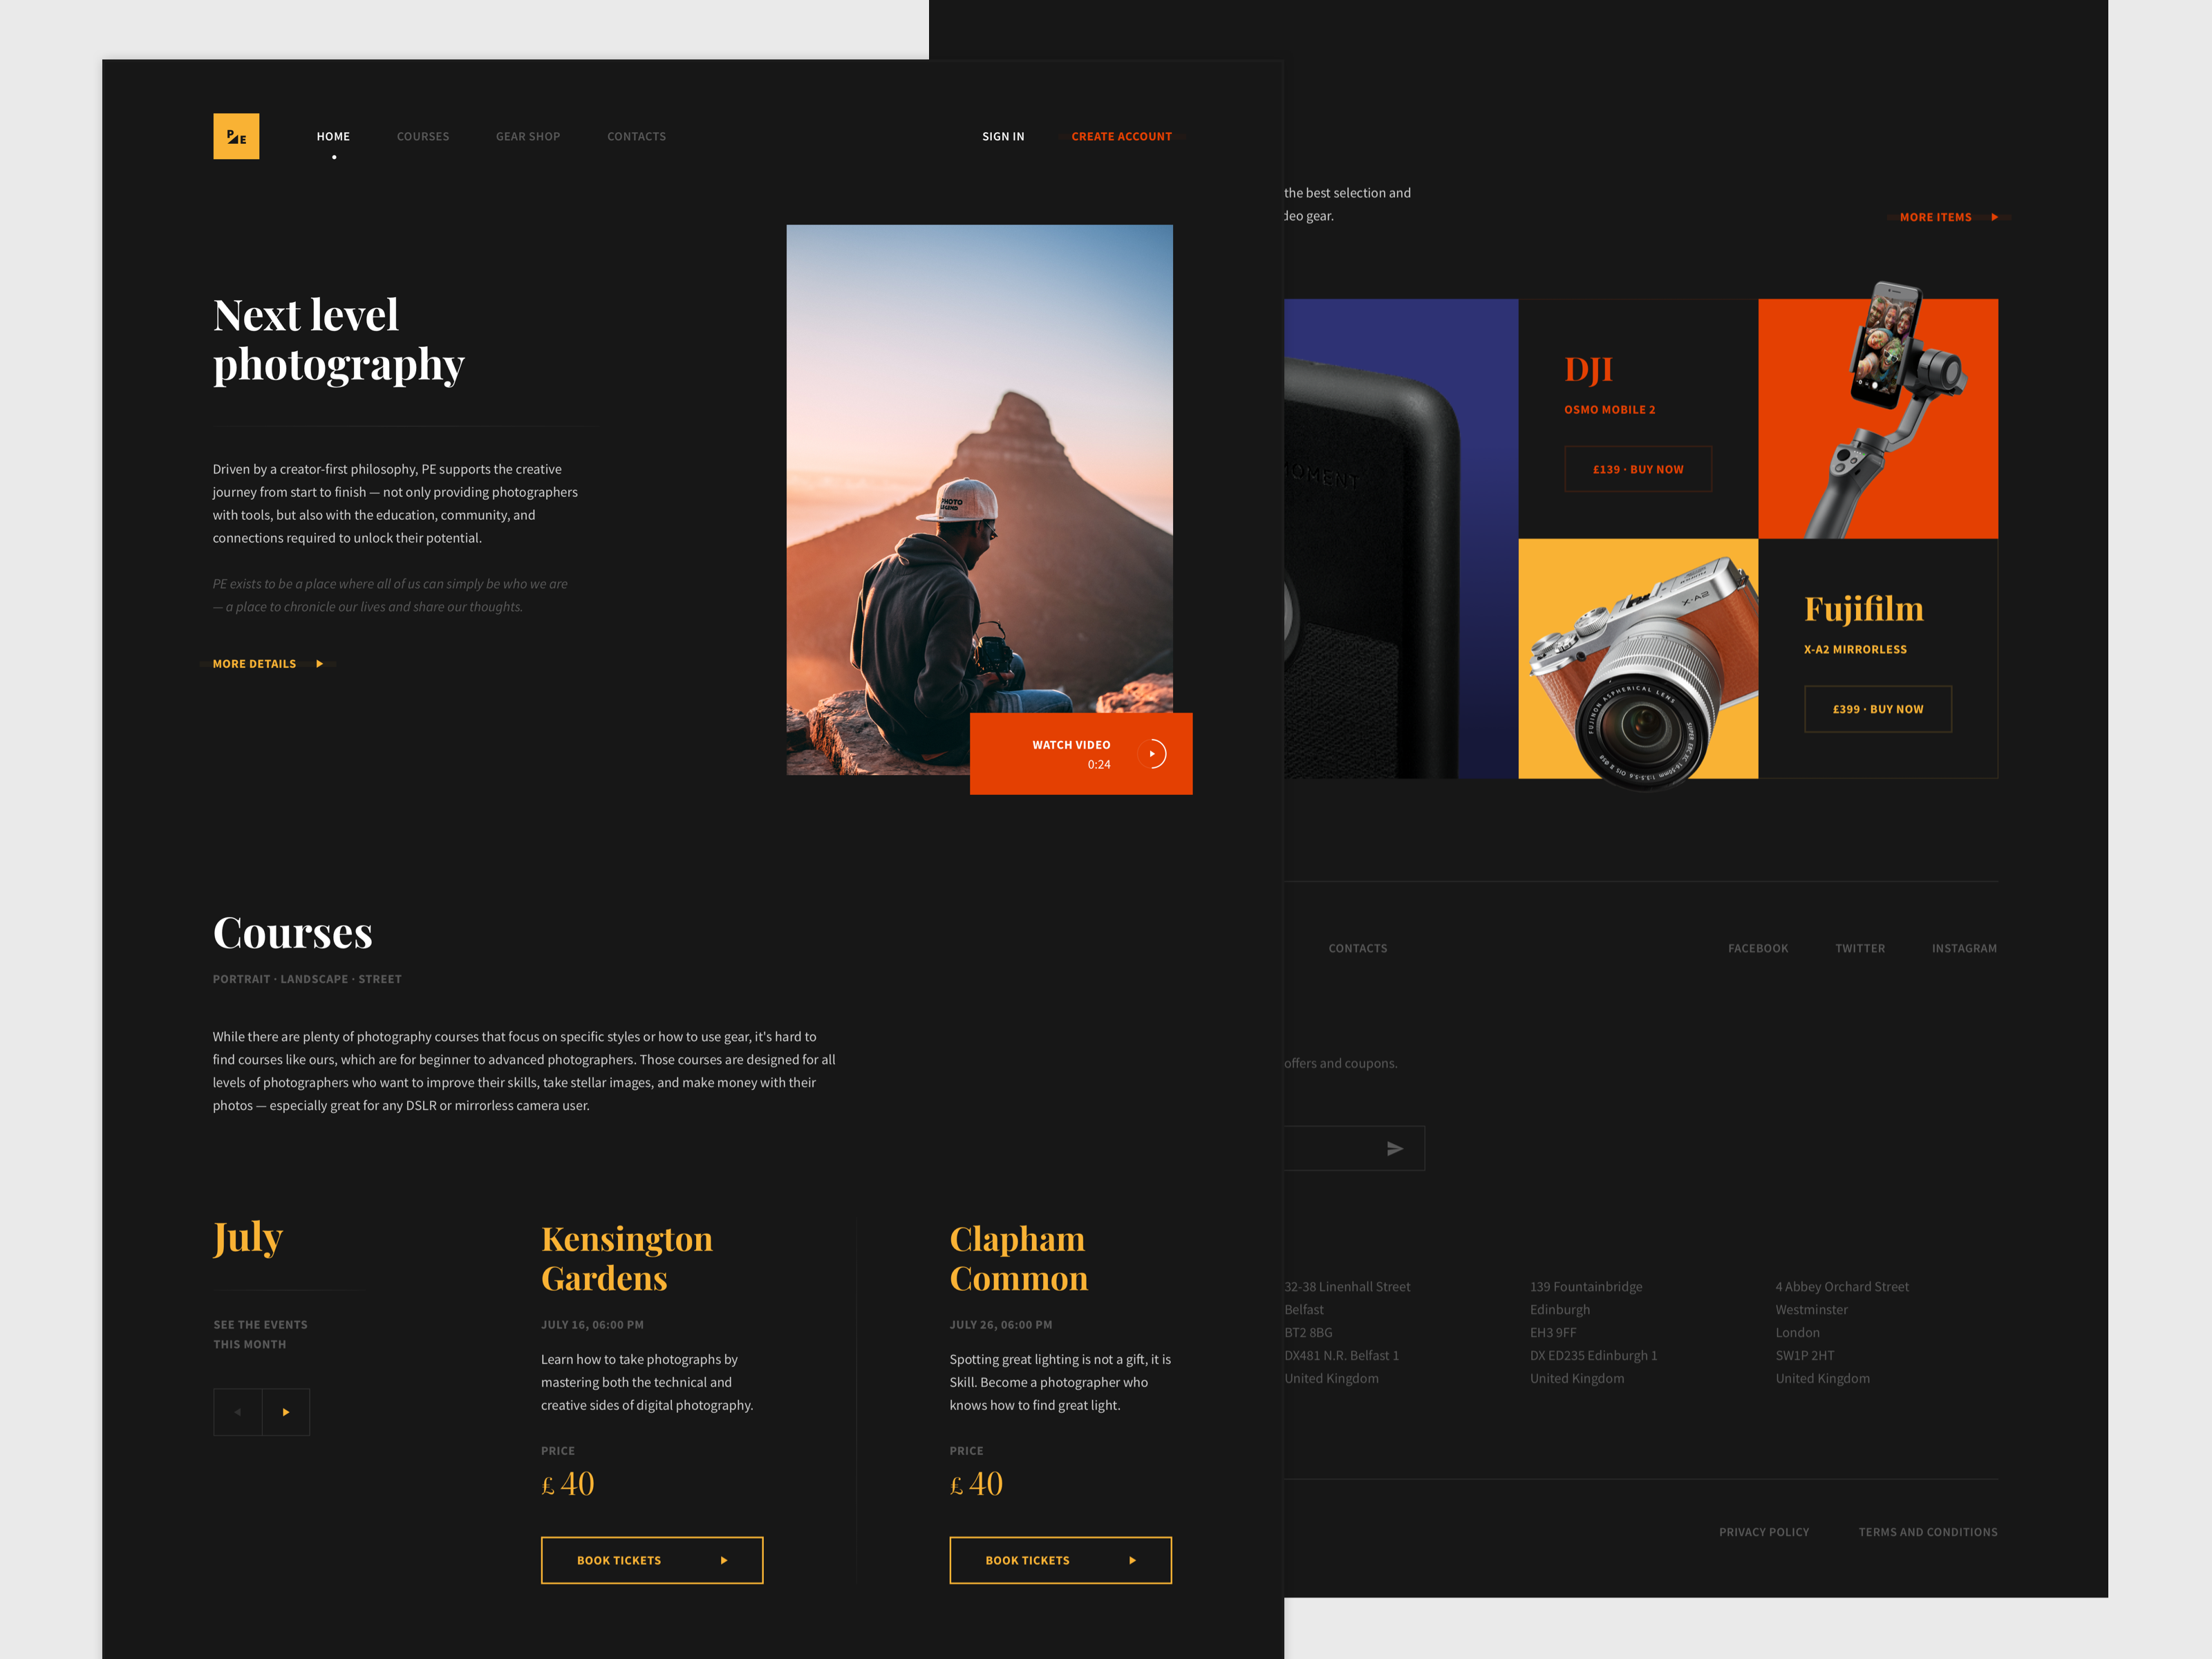 PE
HOME
COURSES
GEAR SHOP
CONTACTS
SIGN IN
CREATE ACCOUNT
Next level
photography
Driven by a creator-first philosophy, PE supports the creative
journey from start to finish — not only providing photographers
with tools, but also with the education, community, and
connections required to unlock their potential.
PE exists to be a place where all of us can simply be who we are
— a place to chronicle our lives and share our thoughts.
MORE DETAILS
PHOTO
WATCH VIDEO
0:24
Courses
PORTRAIT · LANDSCAPE · STREET
While there are plenty of photography courses that focus on specific styles or how to use gear, it's hard to
find courses like ours, which are for beginner to advanced photographers. Those courses are designed for all
levels of photographers who want to improve their skills, take stellar images, and make money with their
photos — especially great for any DSLR or mirrorless camera user.
July
SEE THE EVENTS
THIS MONTH
Kensington
Gardens
JULY 16, 06:00 PM
Learn how to take photographs by
mastering both the technical and
creative sides of digital photography.
PRICE
£ 40
BOOK TICKETS
Clapham
Common
JULY 26, 06:00 PM
Spotting great lighting is not a gift, it is
Skill. Become a photographer who
knows how to find great light.
PRICE
£ 40
BOOK TICKETS
the best selection and
deo gear.
MORE ITEMS
OMENT
DJI
OSMO MOBILE 2
£139 · BUY NOW
X-A2
FUJINON ASPHERICAL LENS
Fujifilm
X-A2 MIRRORLESS
£399 · BUY NOW
CONTACTS
FACEBOOK
TWITTER
INSTAGRAM
offers and coupons.
32-38 Linenhall Street
Belfast
BT2 8BG
DX481 N.R. Belfast 1
United Kingdom
139 Fountainbridge
Edinburgh
EH3 9FF
DX ED235 Edinburgh 1
United Kingdom
4 Abbey Orchard Street
Westminster
London
SW1P 2HT
United Kingdom
PRIVACY POLICY
TERMS AND CONDITIONS